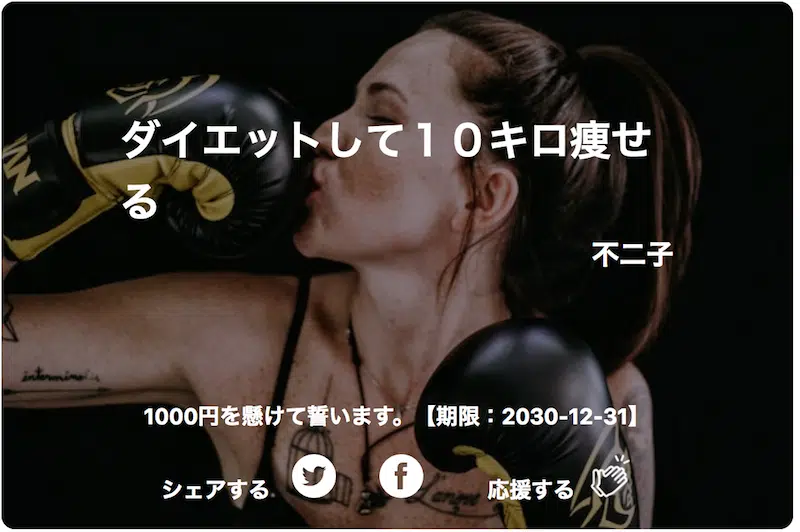 ダイエットして１０キロ痩せ
る
不二子
1000円を懸けて誓います。【期限：2030-12-31】
シェアする
応援する